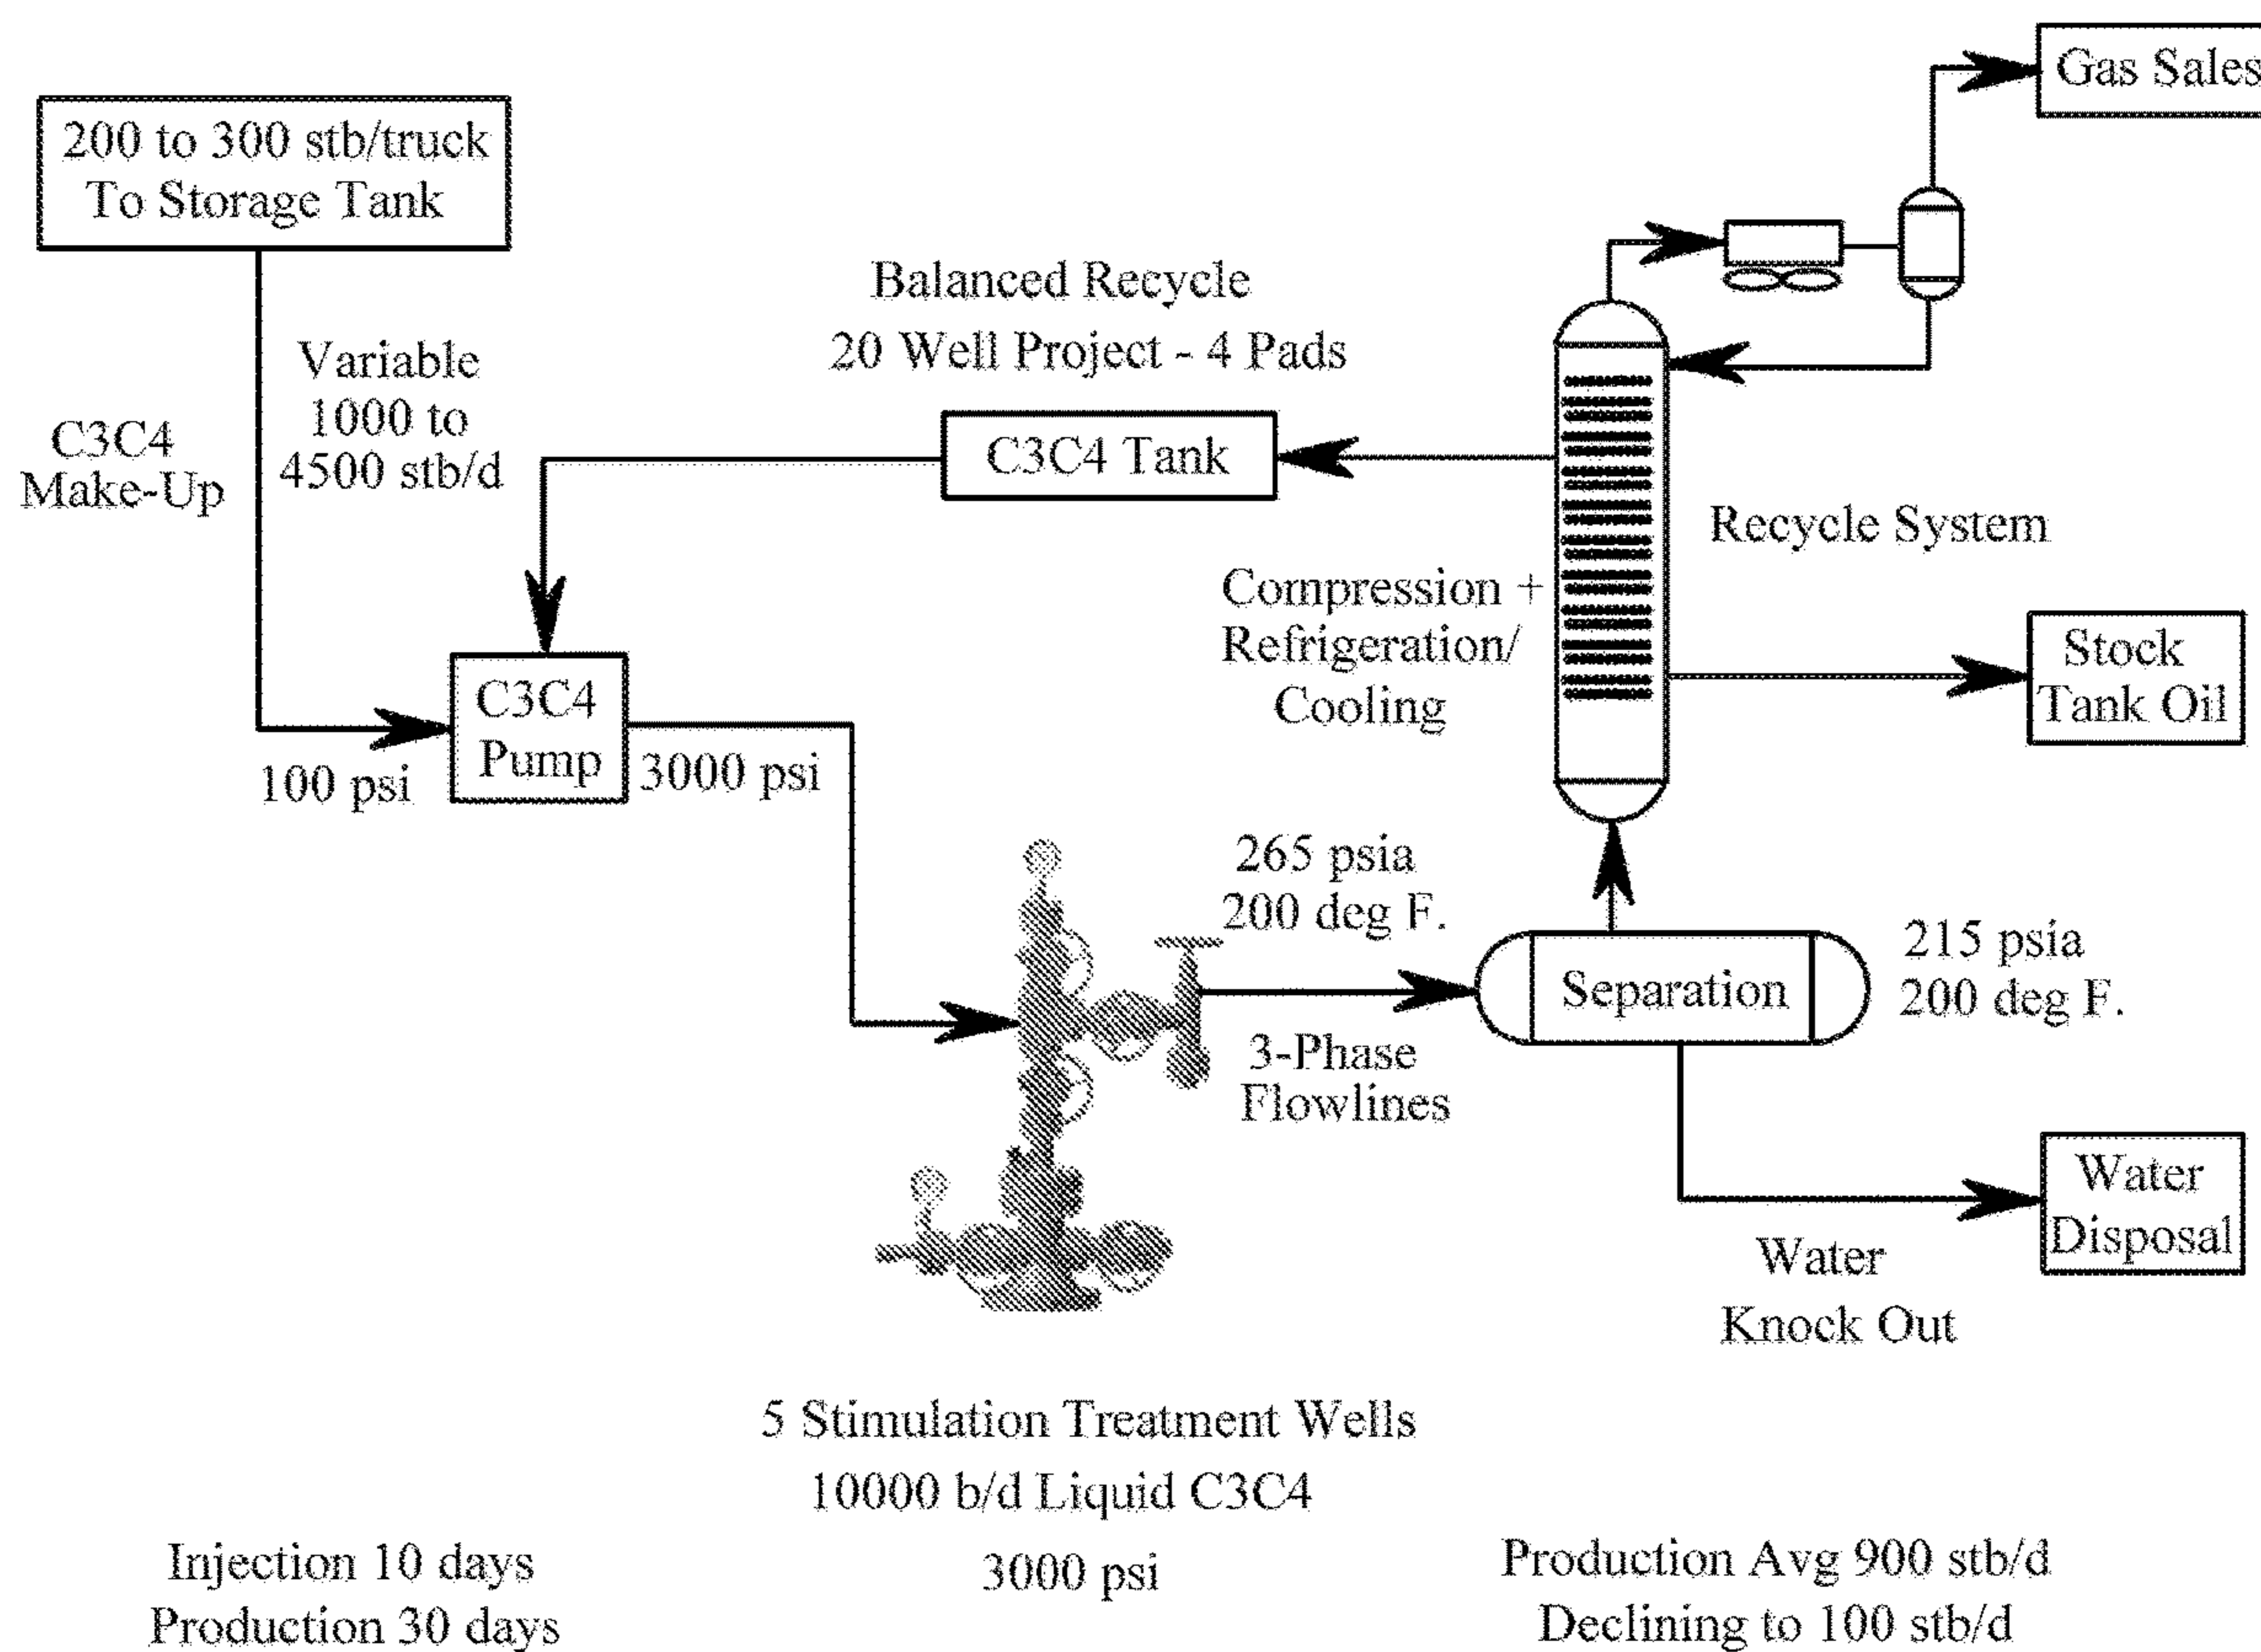 Gas Sales
200 to 300 stb/truck
To Storage Tank
Balanced Recycle
20 Well Project - 4 Pads
Variable
1000 to
4500 stb/d
C3C4
Make-Up
C3C4 Tank
Recycle System
Compression +
Refrigeration/
Cooling
Stock
Tank Oil
C3C4
Pump
100 psi
3000 psi
265 psia
200 deg F.
Separation
215 psia
200 deg F.
3-Phase
Flowlines
Water
Disposal
Water
Knock Out
5 Stimulation Treatment Wells
10000 b/d Liquid C3C4
3000 psi
Injection 10 days
Production 30 days
Production Avg 900 stb/d
Declining to 100 stb/d